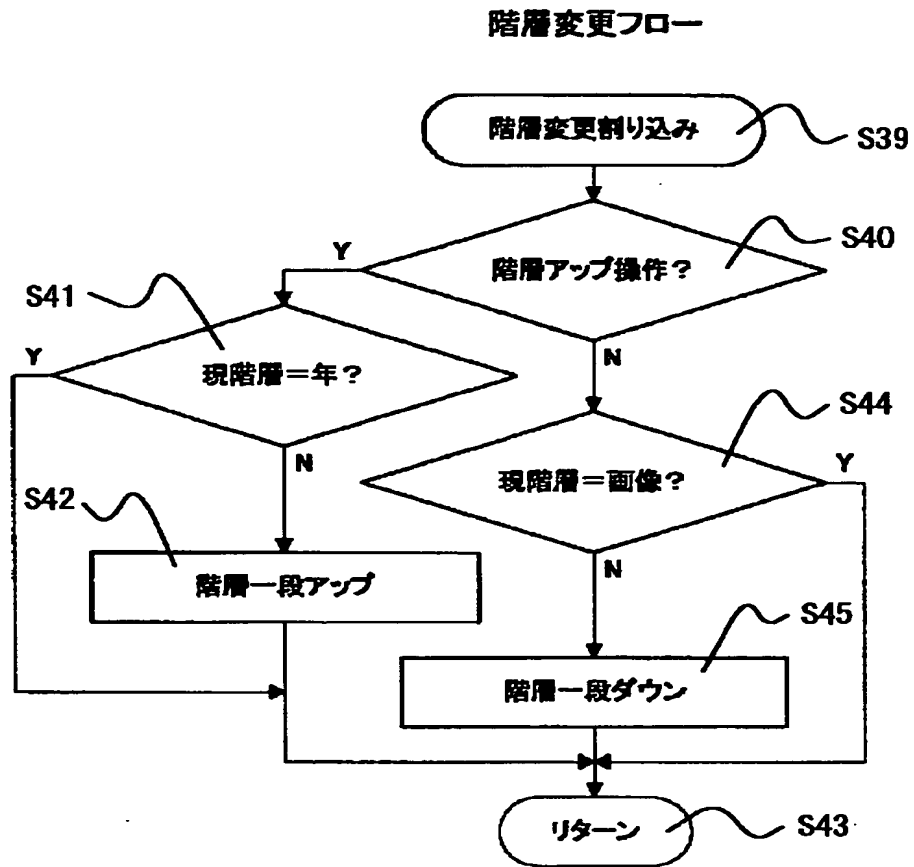 階層変更フロー
階層変更割り込み
S39
階層アップ操作？
S40
Y
N
S41
現階層＝年？
Y
N
S44
現階層＝画像？
Y
N
S42
階層一段アップ
S45
階層一段ダウン
リターン
S43